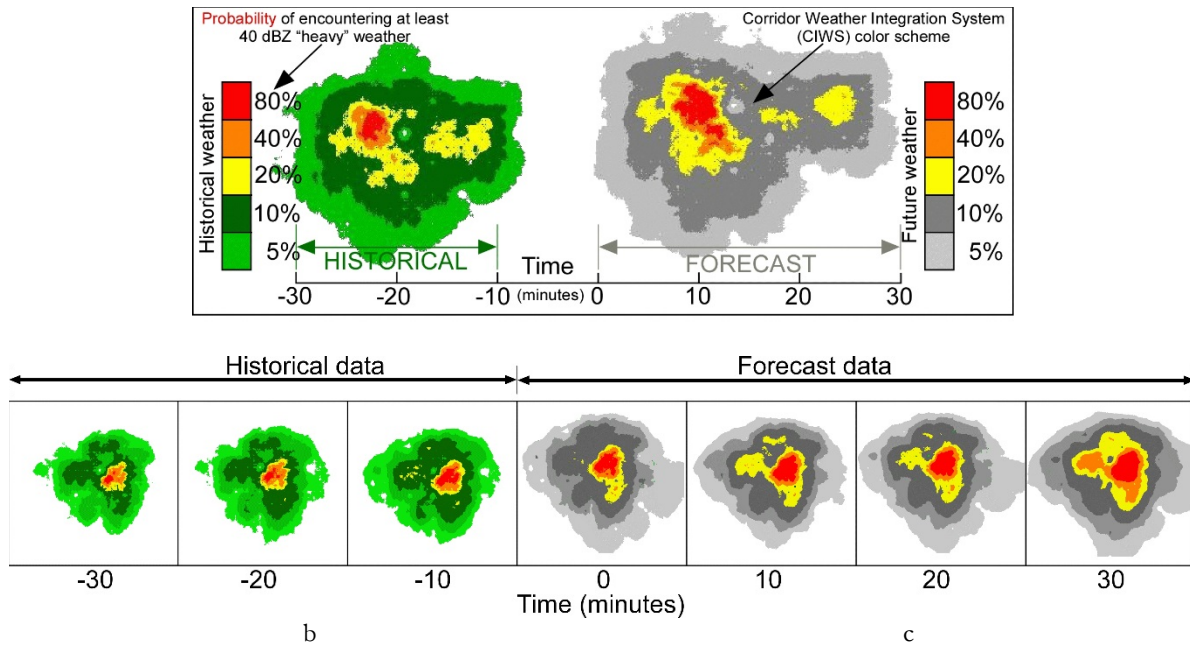 Probability of encountering at least
40 dBZ “heavy” weather
Corridor Weather Integration System
(CIWS) color scheme
Historical weather
80%
40%
20%
10%
5%
Future weather
80%
40%
20%
10%
5%
HISTORICAL
Time
(minutes)
FORECAST
-30 -20 -10 0 10 20 30
Historical data
Forecast data
-30 -20 -10 0 10 20 30
Time (minutes)
b c